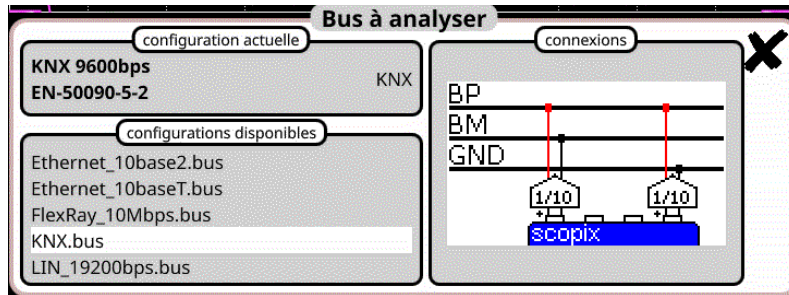 Bus à analyser
configuration actuelle
KNX 9600bps
EN-50090-5-2
KNX
configurations disponibles
Ethernet_10base2.bus
Ethernet_10baseT.bus
FlexRay_10Mbps.bus
KNX.bus
LIN_19200bps.bus
connexions
BP
BM
GND
1/10 1/10
+ +
scopix